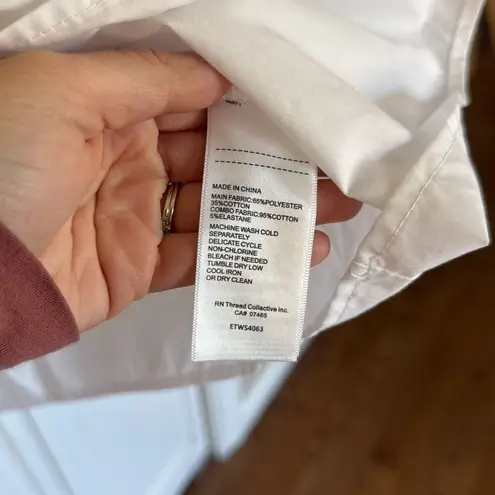 PART 1
MADE IN CHINA
MAIN FABRIC:65%POLYESTER
35%COTTON
COMBO FABRIC:95%COTTON
5%ELASTANE
MACHINE WASH COLD
SEPARATELY
DELICATE CYCLE
NON-CHLORINE
BLEACH IF NEEDED
TUMBLE DRY LOW
COOL IRON
OR DRY CLEAN
RN Thread Collective Inc.
CA# 07465
ETWS4063